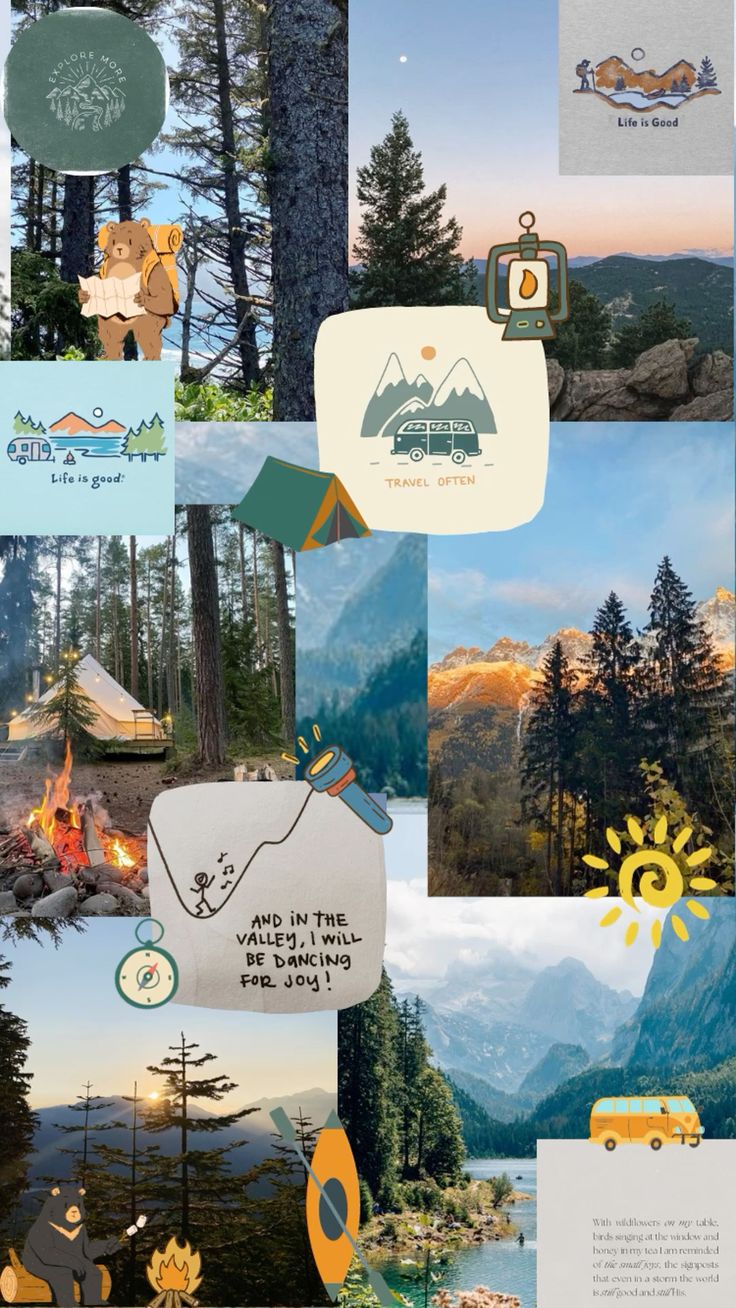 EXPLORE MORE
Life is Good
TRAVEL OFTEN
Life is good.
AND IN THE
VALLEY, I WILL
BE DANCING
FOR JOY!
N
E
S
W
With wildflowers on my table,
birds singing at the window and
honey in my tea I am reminded
of the small joys, the signposts
that even in a storm the world
is still good and still His.